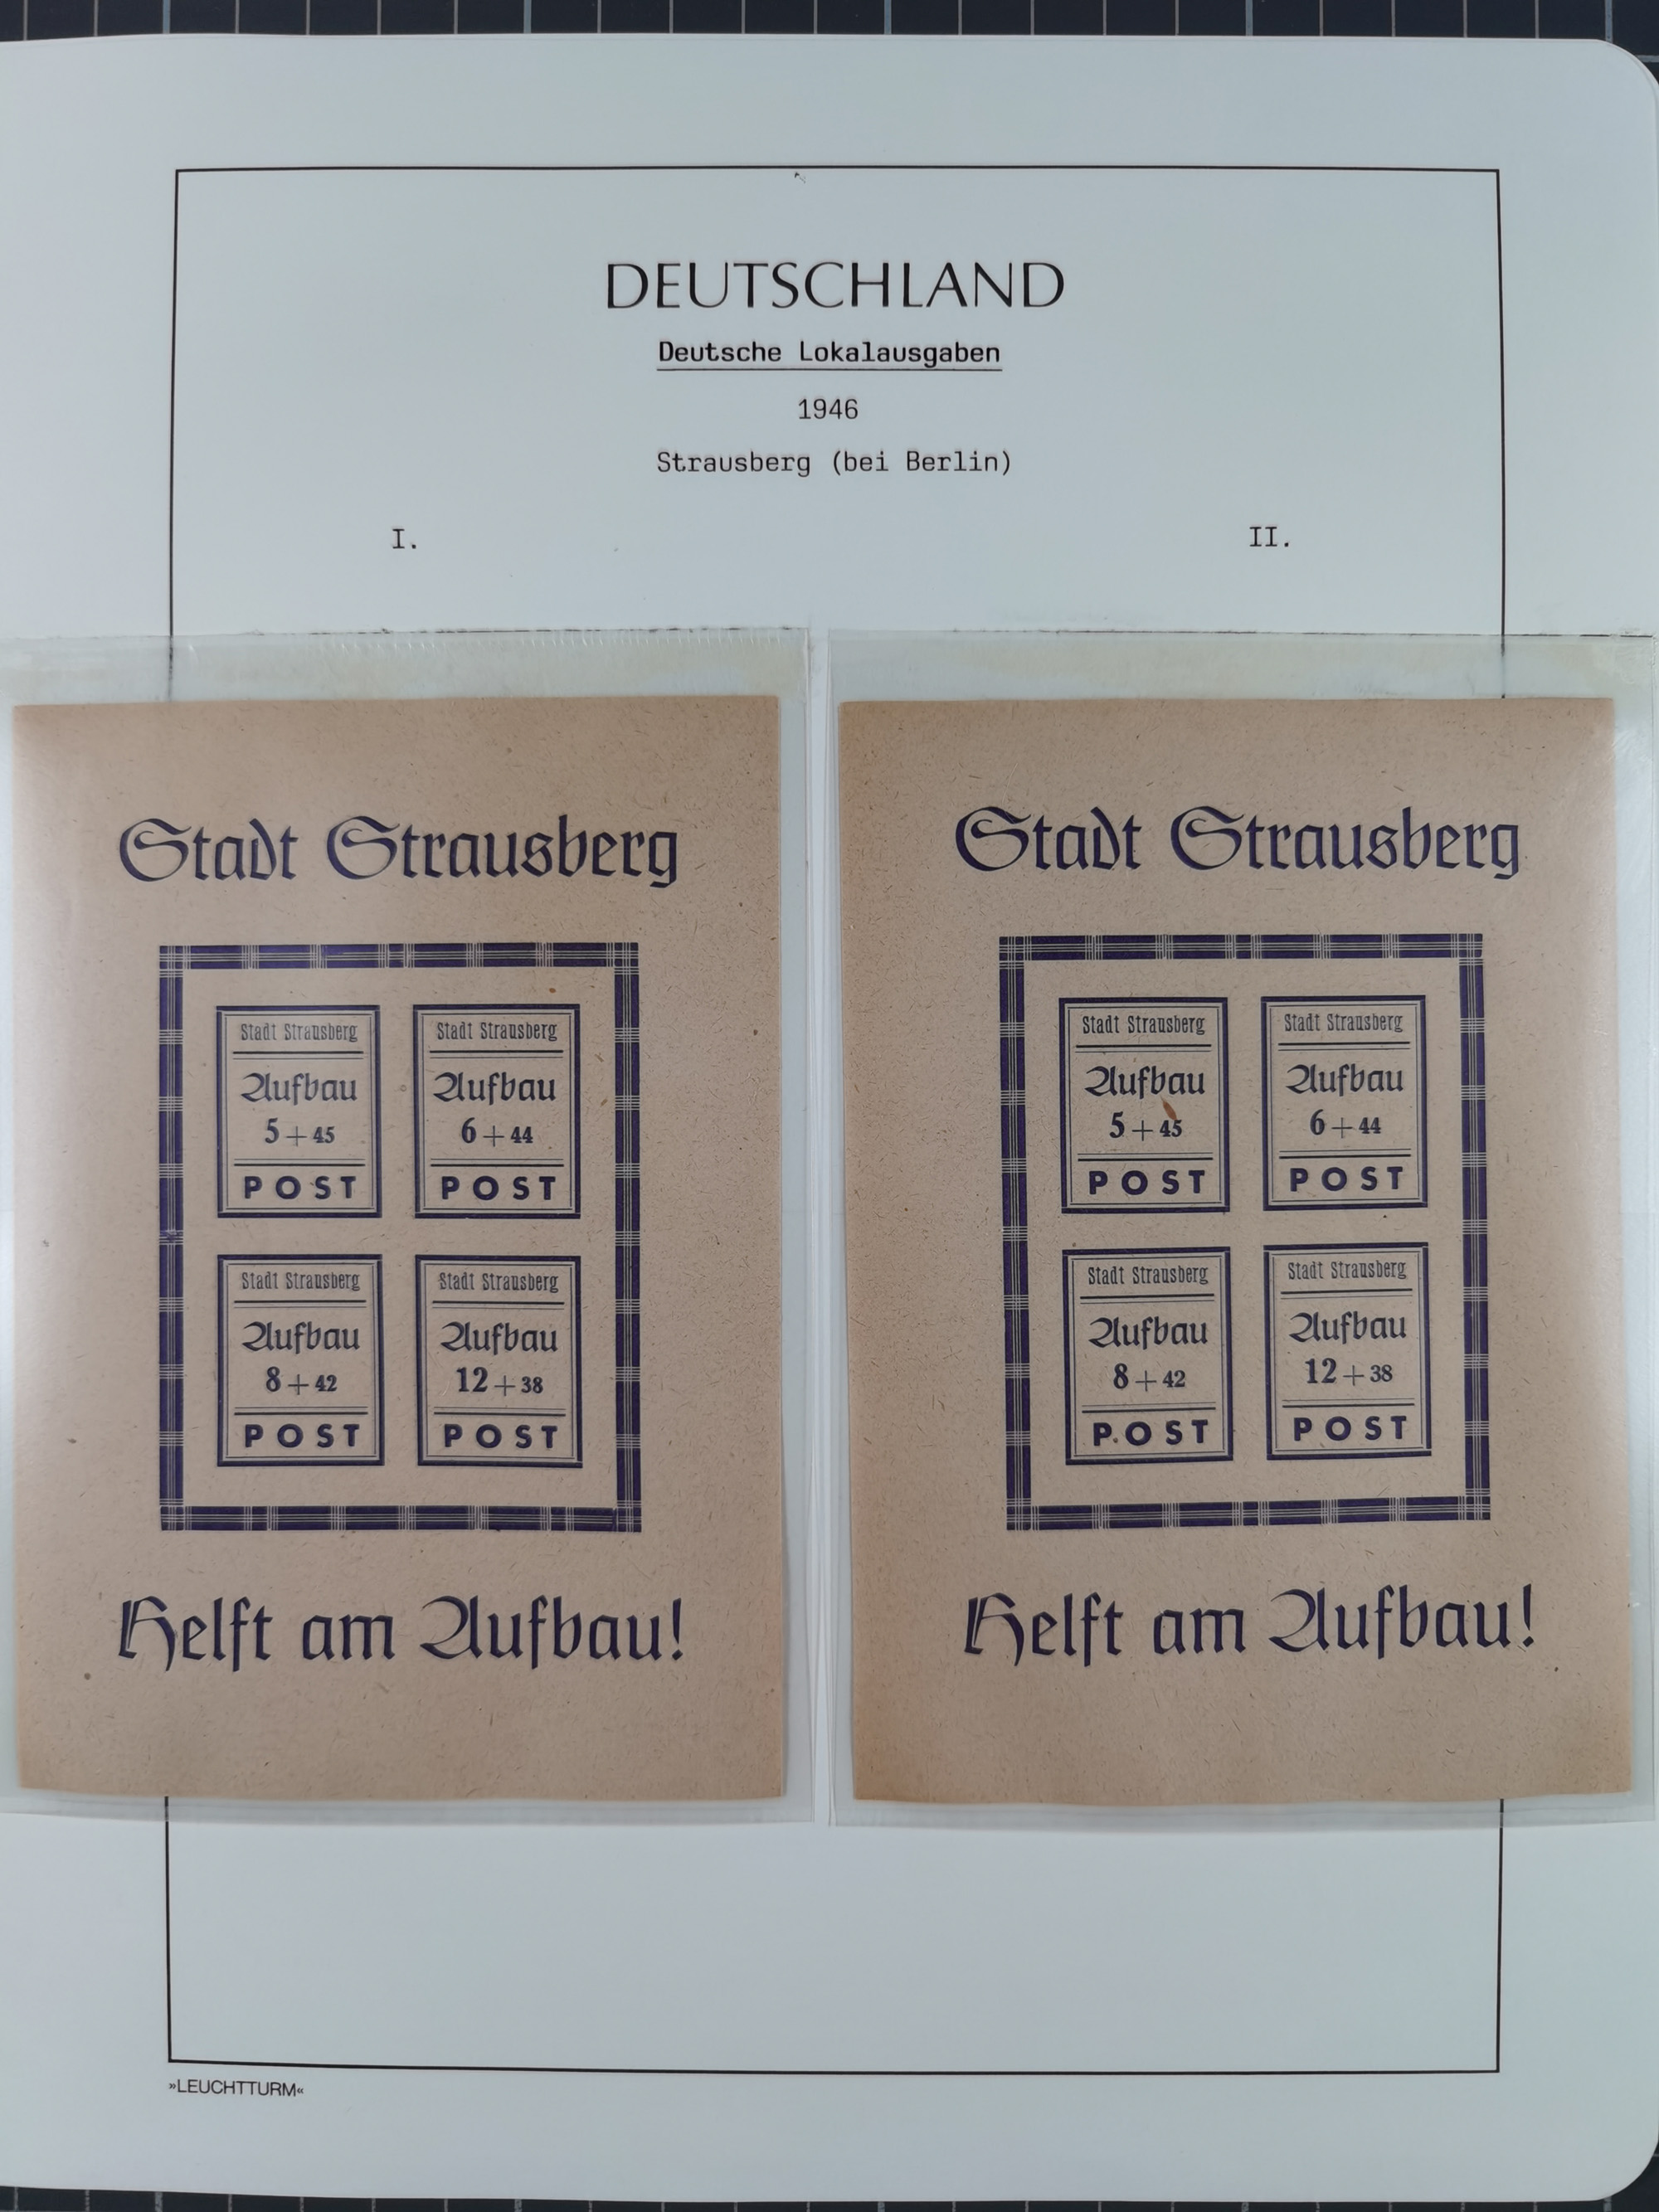 DEUTSCHLAND
Deutsche Lokalausgaben
1946
Strausberg (bei Berlin)
I.
II.
Stadt Strausberg
Stadt Strausberg
Aufbau
5+45
POST
Stadt Strausberg
Aufbau
6+44
POST
Stadt Strausberg
Aufbau
8+42
POST
Stadt Strausberg
Aufbau
12+38
POST
Helft am Aufbau!
Stadt Strausberg
Stadt Strausberg
Aufbau
5+45
POST
Stadt Strausberg
Aufbau
6+44
POST
Stadt Strausberg
Aufbau
8+42
POST
Stadt Strausberg
Aufbau
12+38
POST
Helft am Aufbau!
»LEUCHTTURM«